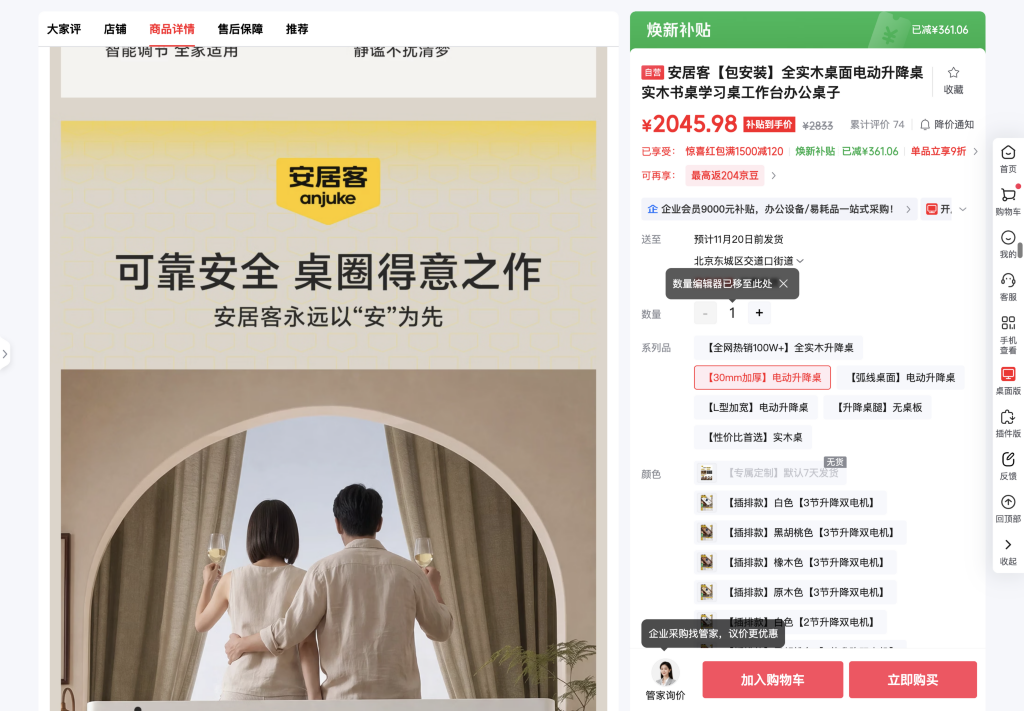 大家评
店铺
商品详情
售后保障
推荐
智能调节 全家适用
静谧不扰清梦
安居客
anjuke
可靠安全 桌圈得意之作
安居客永远以“安”为先
焕新补贴
已减¥361.06
自营 安居客【包安装】全实木桌面电动升降桌
实木书桌学习桌工作台办公桌子
收藏
¥2045.98 补贴到手价 ¥2833 累计评价 74 降价通知
已享受: 惊喜红包满1500减120 焕新补贴 已减¥361.06 单品立享9折
可再享: 最高返204京豆
企业会员9000元补贴，办公设备/易耗品一站式采购!
开.
送至 预计11月20日前发货
北京东城区交道口街道
数量编辑器已移至此处
数量 - 1 +
系列品 【全网热销100W+】全实木升降桌
【30mm加厚】电动升降桌
【弧线桌面】电动升降桌
【L型加宽】电动升降桌
【升降桌腿】无桌板
【性价比首选】实木桌
颜色 【专属定制】默认7天发货
无货
【插排款】白色【3节升降双电机】
【插排款】黑胡桃色【3节升降双电机】
【插排款】橡木色【3节升降双电机】
【插排款】原木色【3节升降双电机】
白色【2节升降双电机】
企业采购找管家，议价更优惠
管家询价
加入购物车
立即购买
首页
购物车
我的
客服
手机
查看
桌面版
插件版
反馈
回顶部
收起